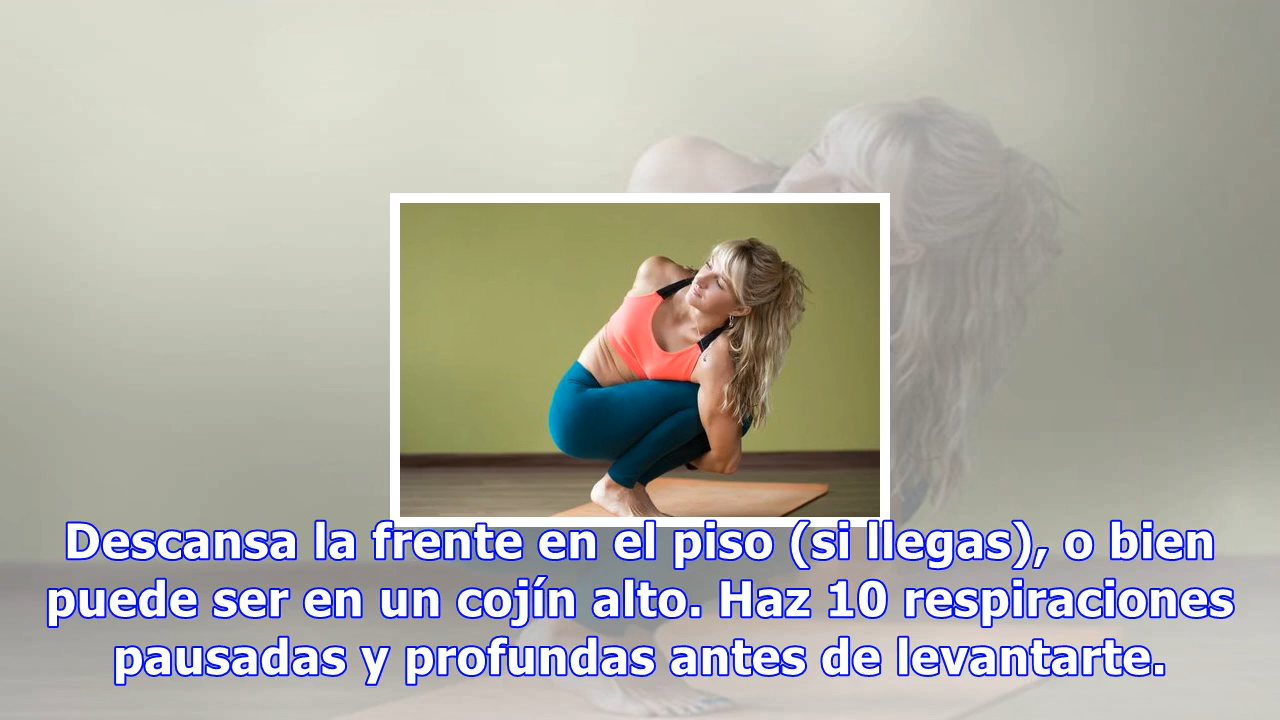 Descansa la frente en el piso (si llegas), o bien
puede ser en un cojín alto. Haz 10 respiraciones
pausadas y profundas antes de levantarte.